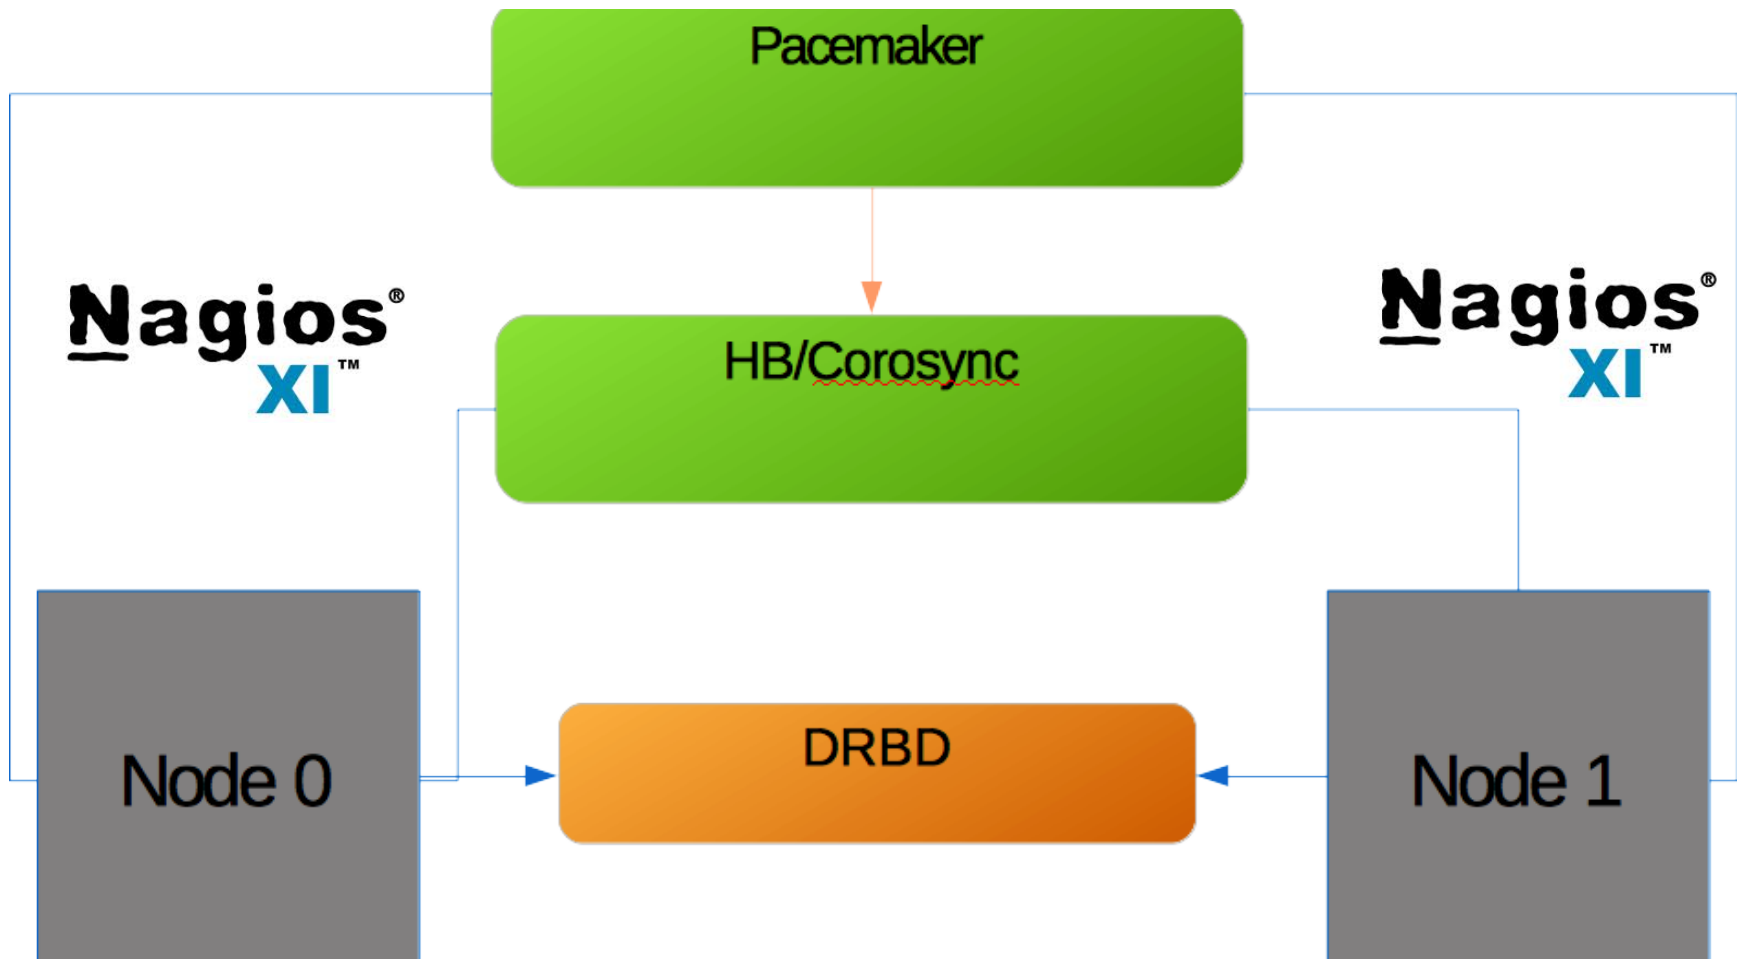 Pacemaker
Nagios®
XI™
Nagios®
XI™
HB/Corosync
DRBD
Node 0
Node 1